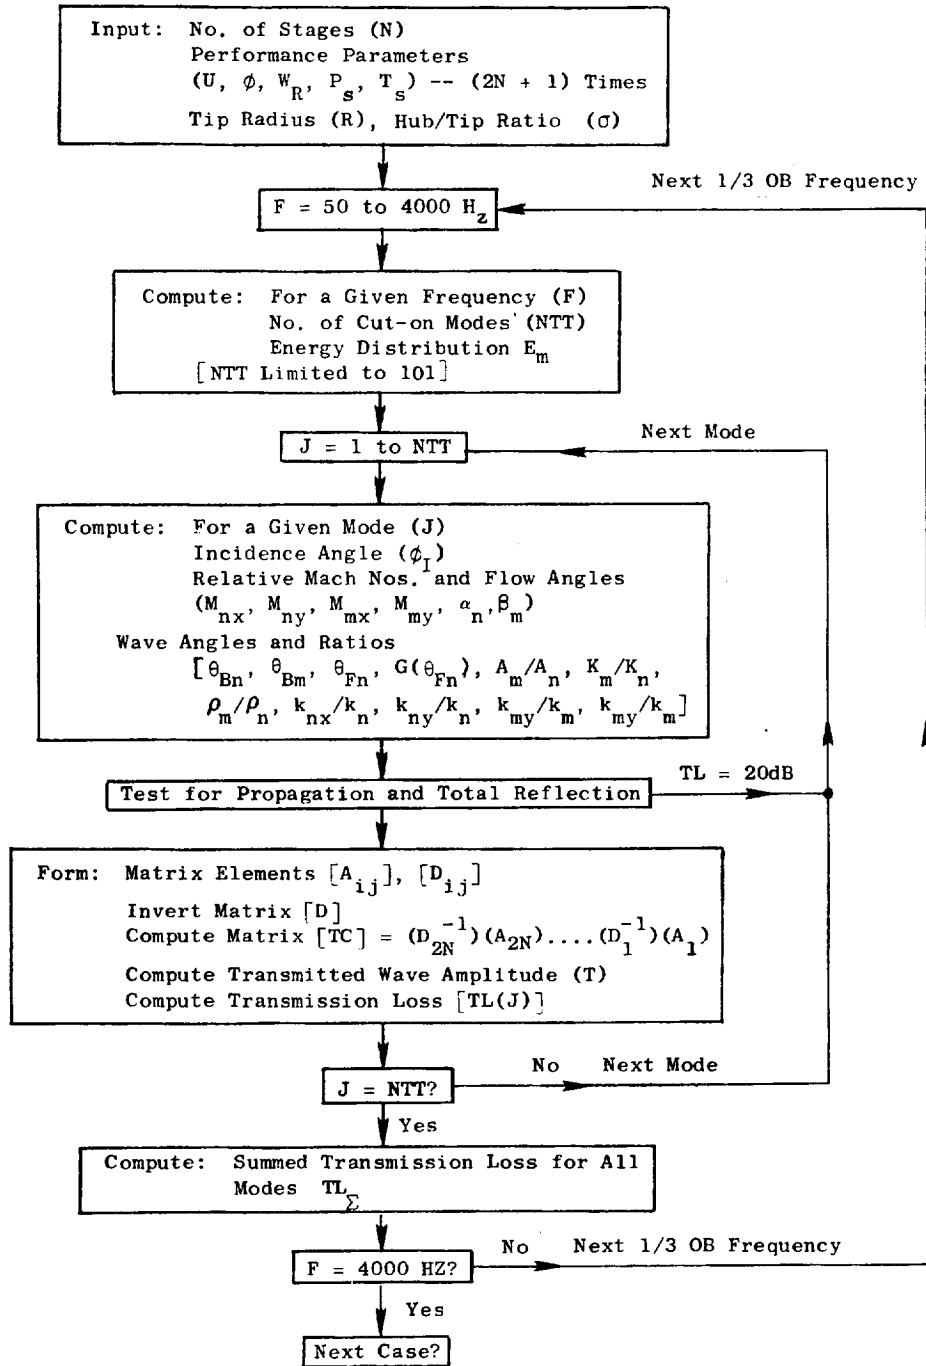 Input: No. of Stages (N)
Performance Parameters
(U, ϕ, W_R, P_s, T_s) -- (2N + 1) Times
Tip Radius (R), Hub/Tip Ratio (σ)
Next 1/3 OB Frequency
F = 50 to 4000 H_z
Compute: For a Given Frequency (F)
No. of Cut-on Modes (NTT)
Energy Distribution E_m
[NTT Limited to 101]
Next Mode
J = 1 to NTT
Compute: For a Given Mode (J)
Incidence Angle (ϕ_I)
Relative Mach Nos. and Flow Angles
(M_nx, M_ny, M_mx, M_my, α_n, β_m)
Wave Angles and Ratios
[θ_Bn, θ_Bm, θ_Fn, G(θ_Fn), A_m/A_n, K_m/K_n,
ρ_m/ρ_n, k_nx/k_n, k_ny/k_n, k_my/k_m, k_my/k_m]
TL = 20dB
Test for Propagation and Total Reflection
Form: Matrix Elements [A_ij], [D_ij]
Invert Matrix [D]
Compute Matrix [TC] = (D_2N^-1)(A_2N)....(D_1^-1)(A_1)
Compute Transmitted Wave Amplitude (T)
Compute Transmission Loss [TL(J)]
No Next Mode
J = NTT?
Yes
Compute: Summed Transmission Loss for All
Modes TL_Σ
No Next 1/3 OB Frequency
F = 4000 HZ?
Yes
Next Case?